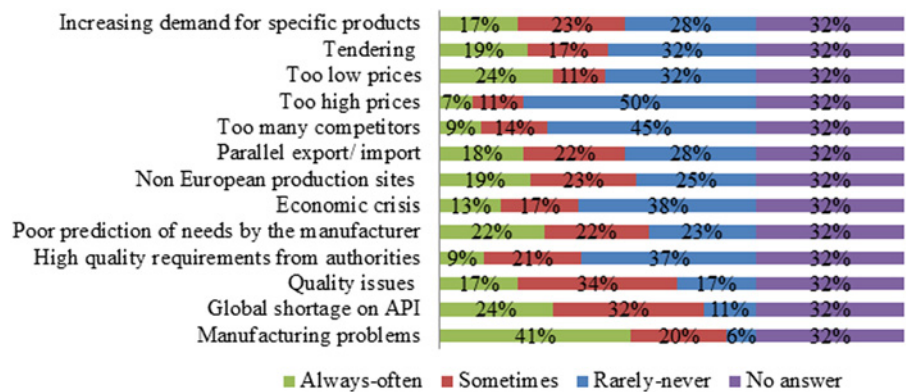 Increasing demand for specific products 17% 23% 28% 32%
Tendering 19% 17% 32% 32%
Too low prices 24% 11% 32% 32%
Too high prices 7% 11% 50% 32%
Too many competitors 9% 14% 45% 32%
Parallel export/ import 18% 22% 28% 32%
Non European production sites 19% 23% 25% 32%
Economic crisis 13% 17% 38% 32%
Poor prediction of needs by the manufacturer 22% 22% 23% 32%
High quality requirements from authorities 9% 21% 37% 32%
Quality issues 17% 34% 17% 32%
Global shortage on API 24% 32% 11% 32%
Manufacturing problems 41% 20% 6% 32%
Always-often Sometimes Rarely-never No answer